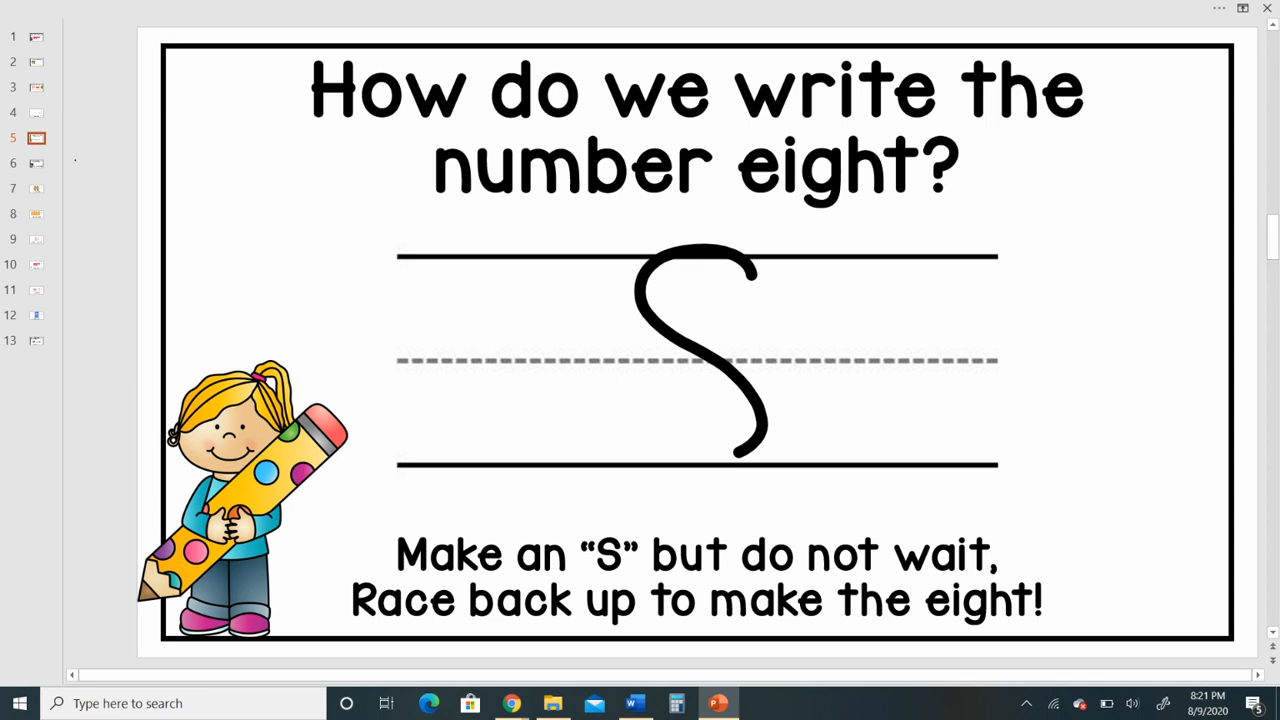 1
2
3
4
5
6
7
8
9
10
11
12
13
How do we write the
number eight?
Make an “S” but do not wait,
Race back up to make the eight!
Type here to search
8:21 PM
8/9/2020
5